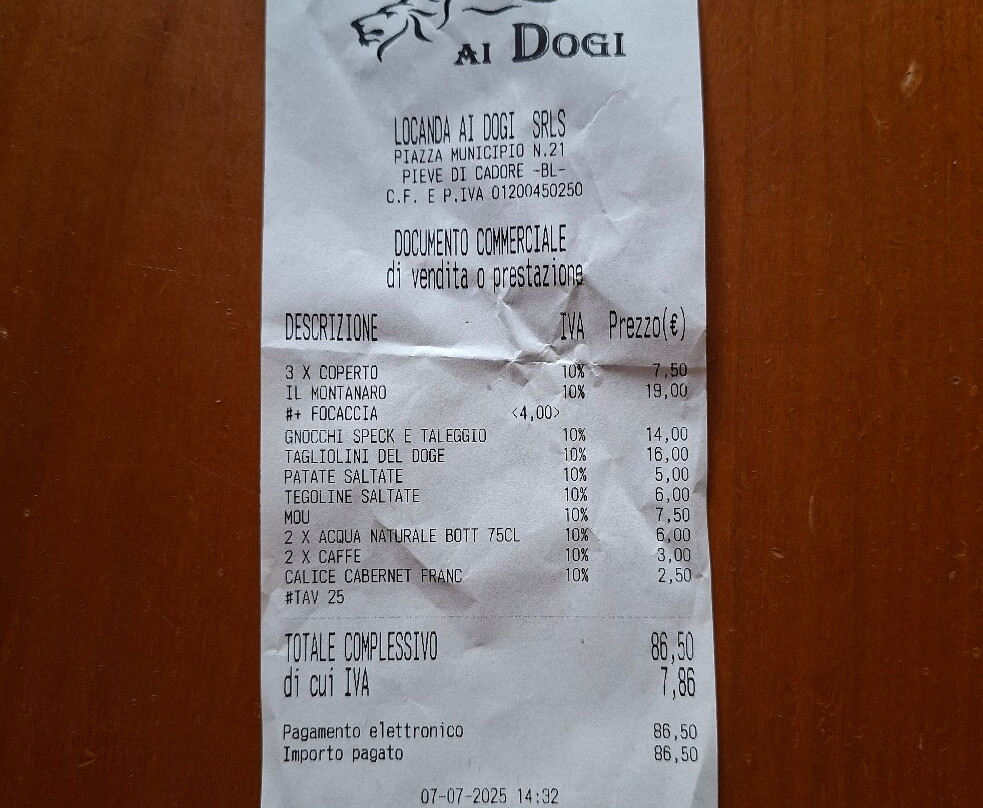 AI DOGI
LOCANDA AI DOGI SRLS
PIAZZA MUNICIPIO N.21
PIEVE DI CADORE -BL-
C.F. E P.IVA 01200450250
DOCUMENTO COMMERCIALE
di vendita o prestazione
DESCRIZIONE IVA Prezzo(€)
3 X COPERTO 10% 7,50
IL MONTANARO 10% 19,00
#+ FOCACCIA <4,00>
GNOCCHI SPECK E TALEGGIO 10% 14,00
TAGLIOLINI DEL DOGE 10% 16,00
PATATE SALTATE 10% 5,00
TEGOLINE SALTATE 10% 6,00
MOU 10% 7,50
2 X ACQUA NATURALE BOTT 75CL 10% 6,00
2 X CAFFE 10% 3,00
CALICE CABERNET FRANC 10% 2,50
#TAV 25
TOTALE COMPLESSIVO 86,50
di cui IVA 7,86
Pagamento elettronico 86,50
Importo pagato 86,50
07-07-2025 14:32